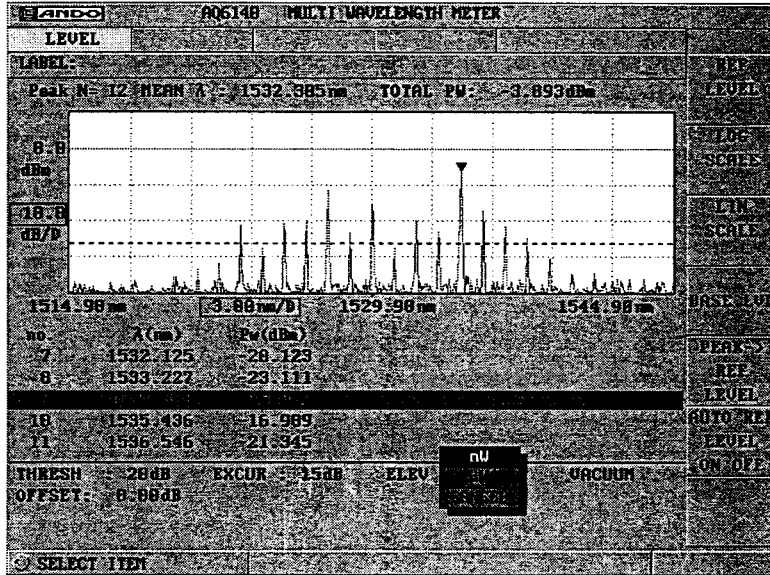 ANDO AQ6140 MULTI WAVELENGTH METER
LEVEL
LABEL:
Peak N= 12 MEAN λ : 1532.385nm TOTAL PW: -3.893dBm
REF LEVEL
LOG SCALE
0.0 dBm
LIN SCALE
10.0 dB/D
BASE LVL
1514.90nm 3.00nm/D 1529.90nm 1544.90nm
no. λ(nm) Pw(dBm)
7 1532.125 -20.123
8 1533.227 -23.111
PEAK-> REF LEVEL
10 1535.436 -16.989
11 1536.546 -21.345
AUTO REF LEVEL ON OFF
nW
THRESH : 20dB EXCUR : 15dB ELEV VACUUM
OFFSET: 0.00dB
SELECT ITEM